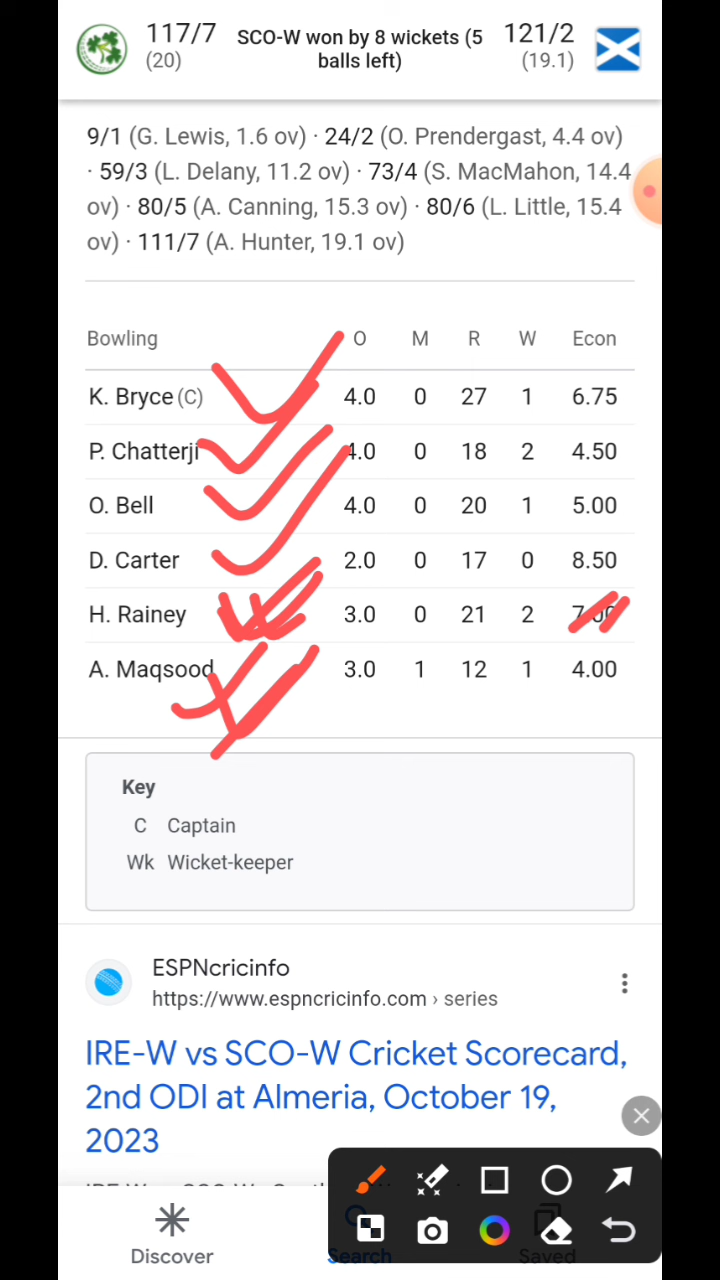 117/7 SCO-W won by 8 wickets (5 121/2
(20) balls left) (19.1)
9/1 (G. Lewis, 1.6 ov) · 24/2 (O. Prendergast, 4.4 ov)
· 59/3 (L. Delany, 11.2 ov) · 73/4 (S. MacMahon, 14.4
ov) · 80/5 (A. Canning, 15.3 ov) · 80/6 (L. Little, 15.4
ov) · 111/7 (A. Hunter, 19.1 ov)
Bowling O M R W Econ
K. Bryce (C) 4.0 0 27 1 6.75
P. Chatterji 4.0 0 18 2 4.50
O. Bell 4.0 0 20 1 5.00
D. Carter 2.0 0 17 0 8.50
H. Rainey 3.0 0 21 2 7.00
A. Maqsood 3.0 1 12 1 4.00
Key
C Captain
Wk Wicket-keeper
ESPNcricinfo
https://www.espncricinfo.com › series
IRE-W vs SCO-W Cricket Scorecard,
2nd ODI at Almeria, October 19,
2023
Discover Search Saved